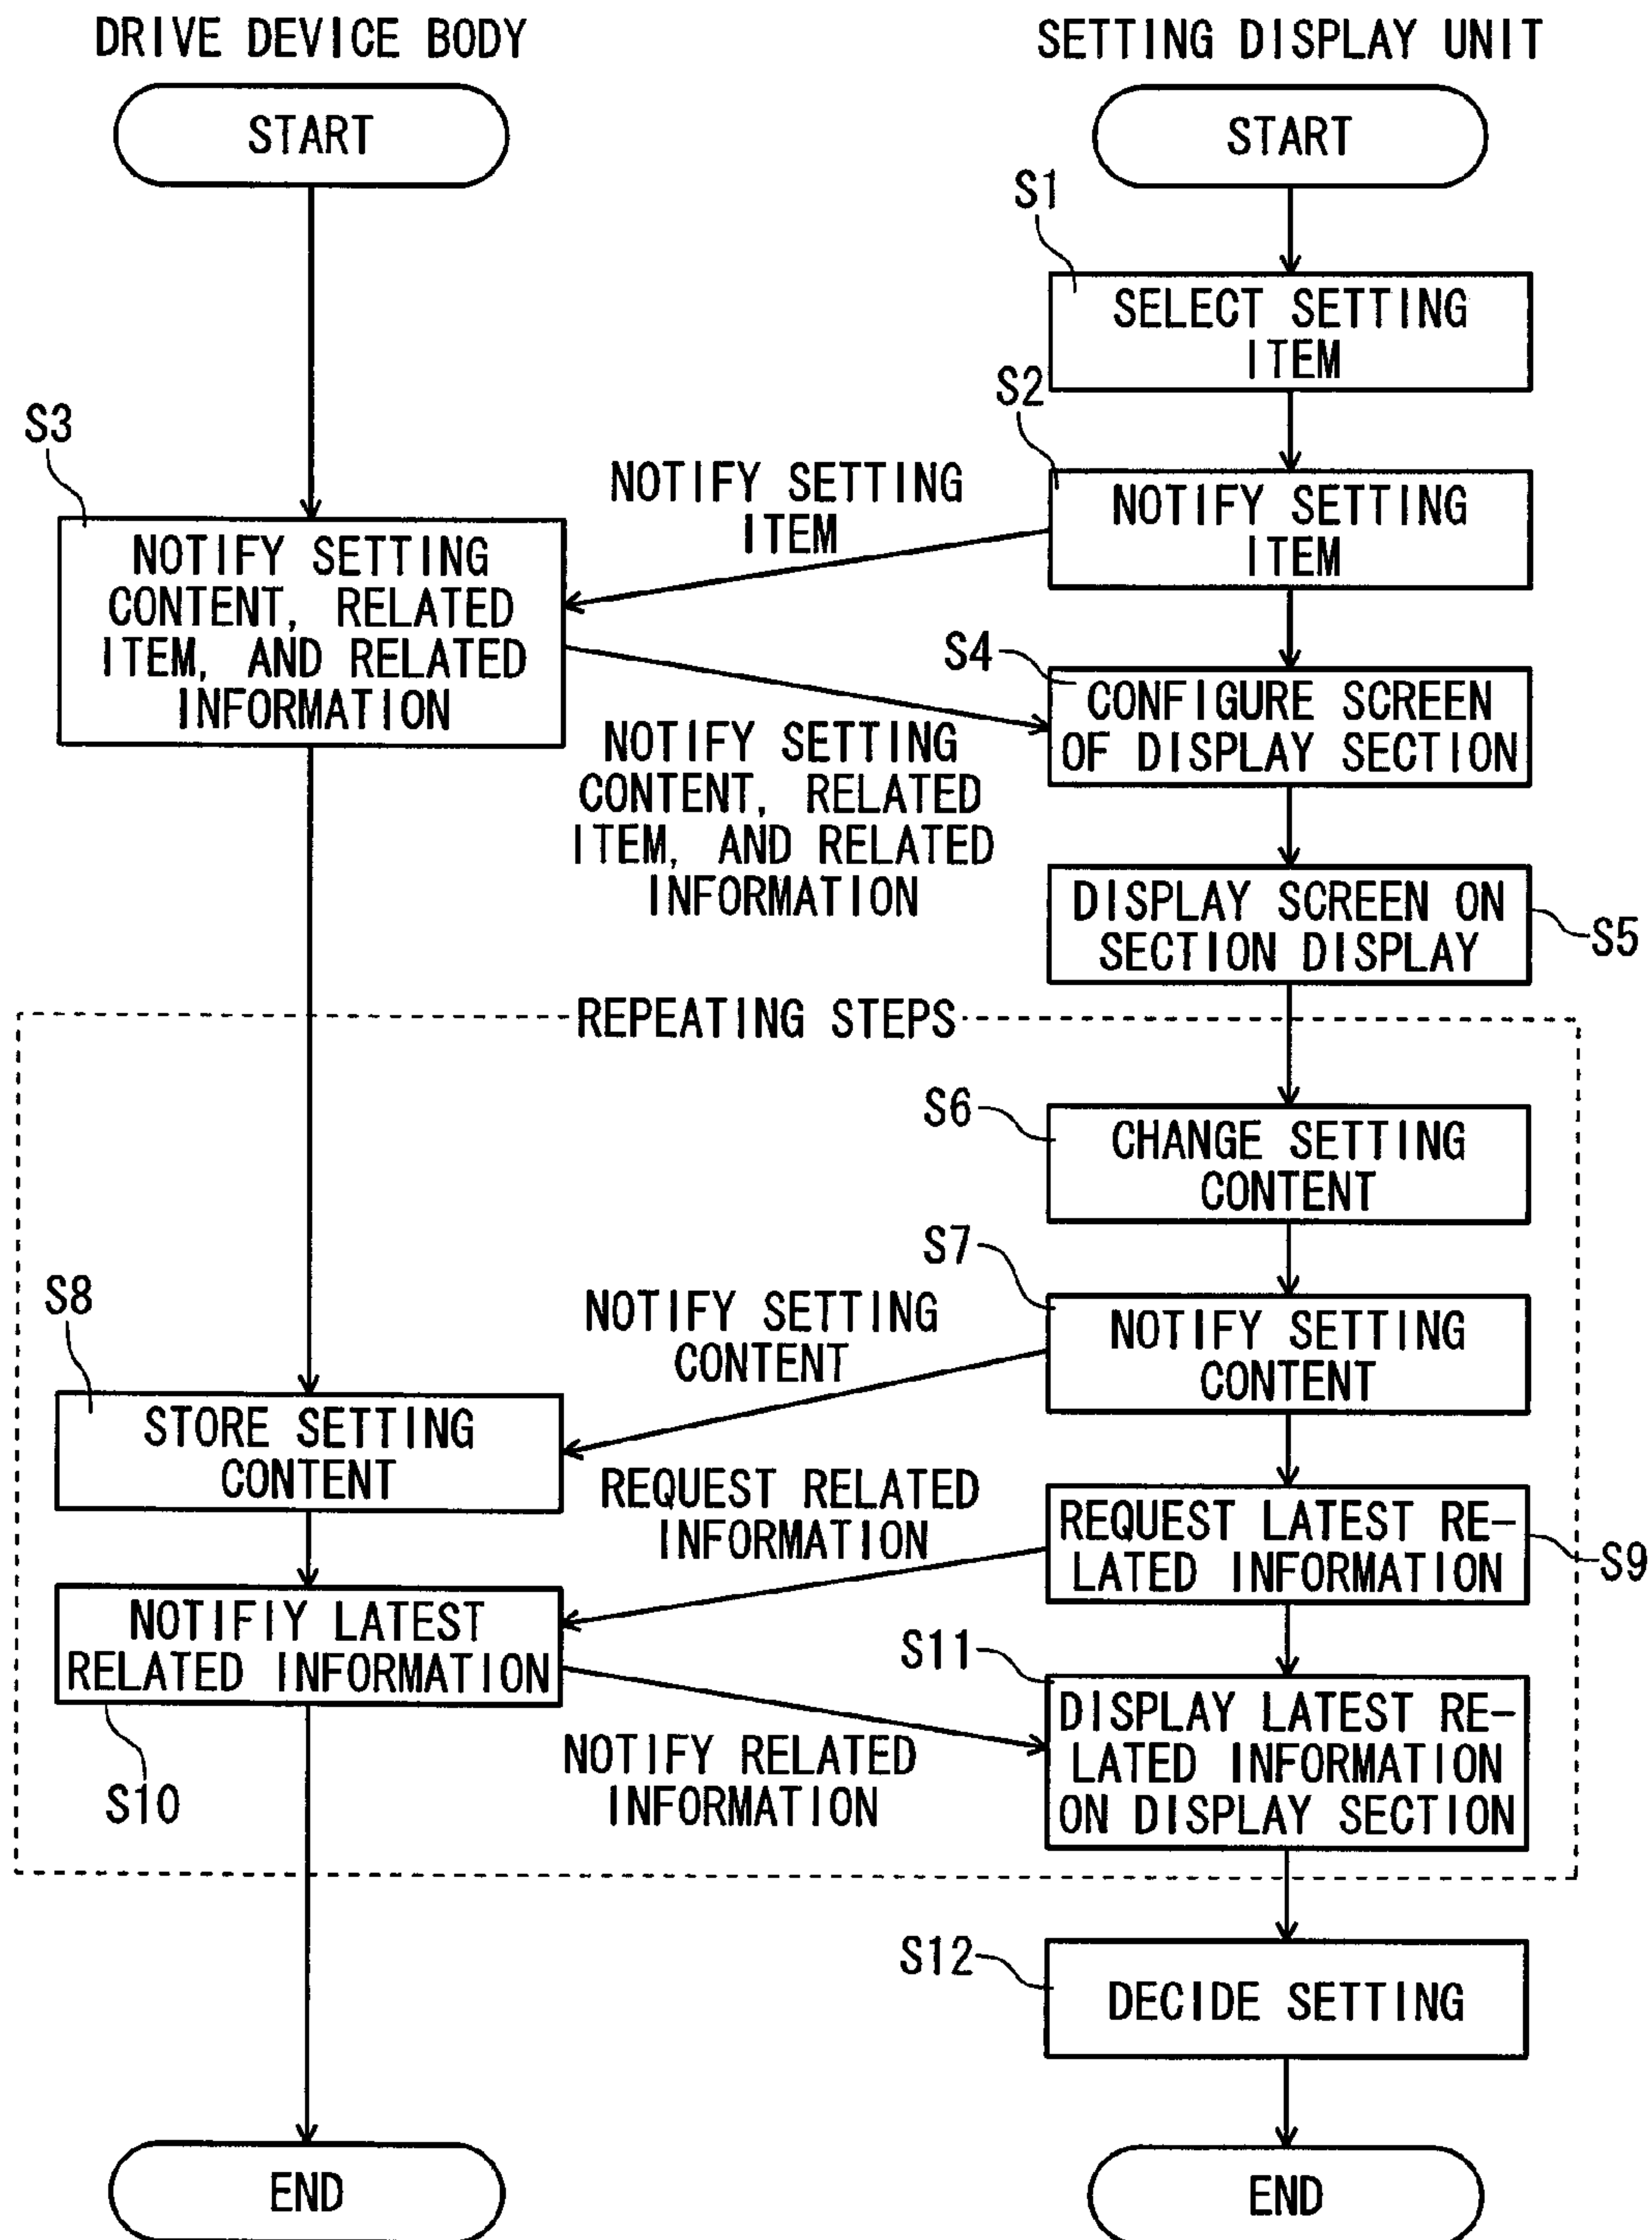 DRIVE DEVICE BODY
SETTING DISPLAY UNIT
START
START
S1
SELECT SETTING
ITEM
S2
NOTIFY SETTING
ITEM
NOTIFY SETTING
ITEM
S3
NOTIFY SETTING
CONTENT, RELATED
ITEM, AND RELATED
INFORMATION
NOTIFY SETTING
CONTENT, RELATED
ITEM, AND RELATED
INFORMATION
S4
CONFIGURE SCREEN
OF DISPLAY SECTION
DISPLAY SCREEN ON
SECTION DISPLAY
S5
REPEATING STEPS
S6
CHANGE SETTING
CONTENT
S7
NOTIFY SETTING
CONTENT
NOTIFY SETTING
CONTENT
S8
STORE SETTING
CONTENT
REQUEST RELATED
INFORMATION
REQUEST LATEST RE-
LATED INFORMATION
S9
NOTIFIY LATEST
RELATED INFORMATION
S10
NOTIFY RELATED
INFORMATION
S11
DISPLAY LATEST RE-
LATED INFORMATION
ON DISPLAY SECTION
S12
DECIDE SETTING
END
END